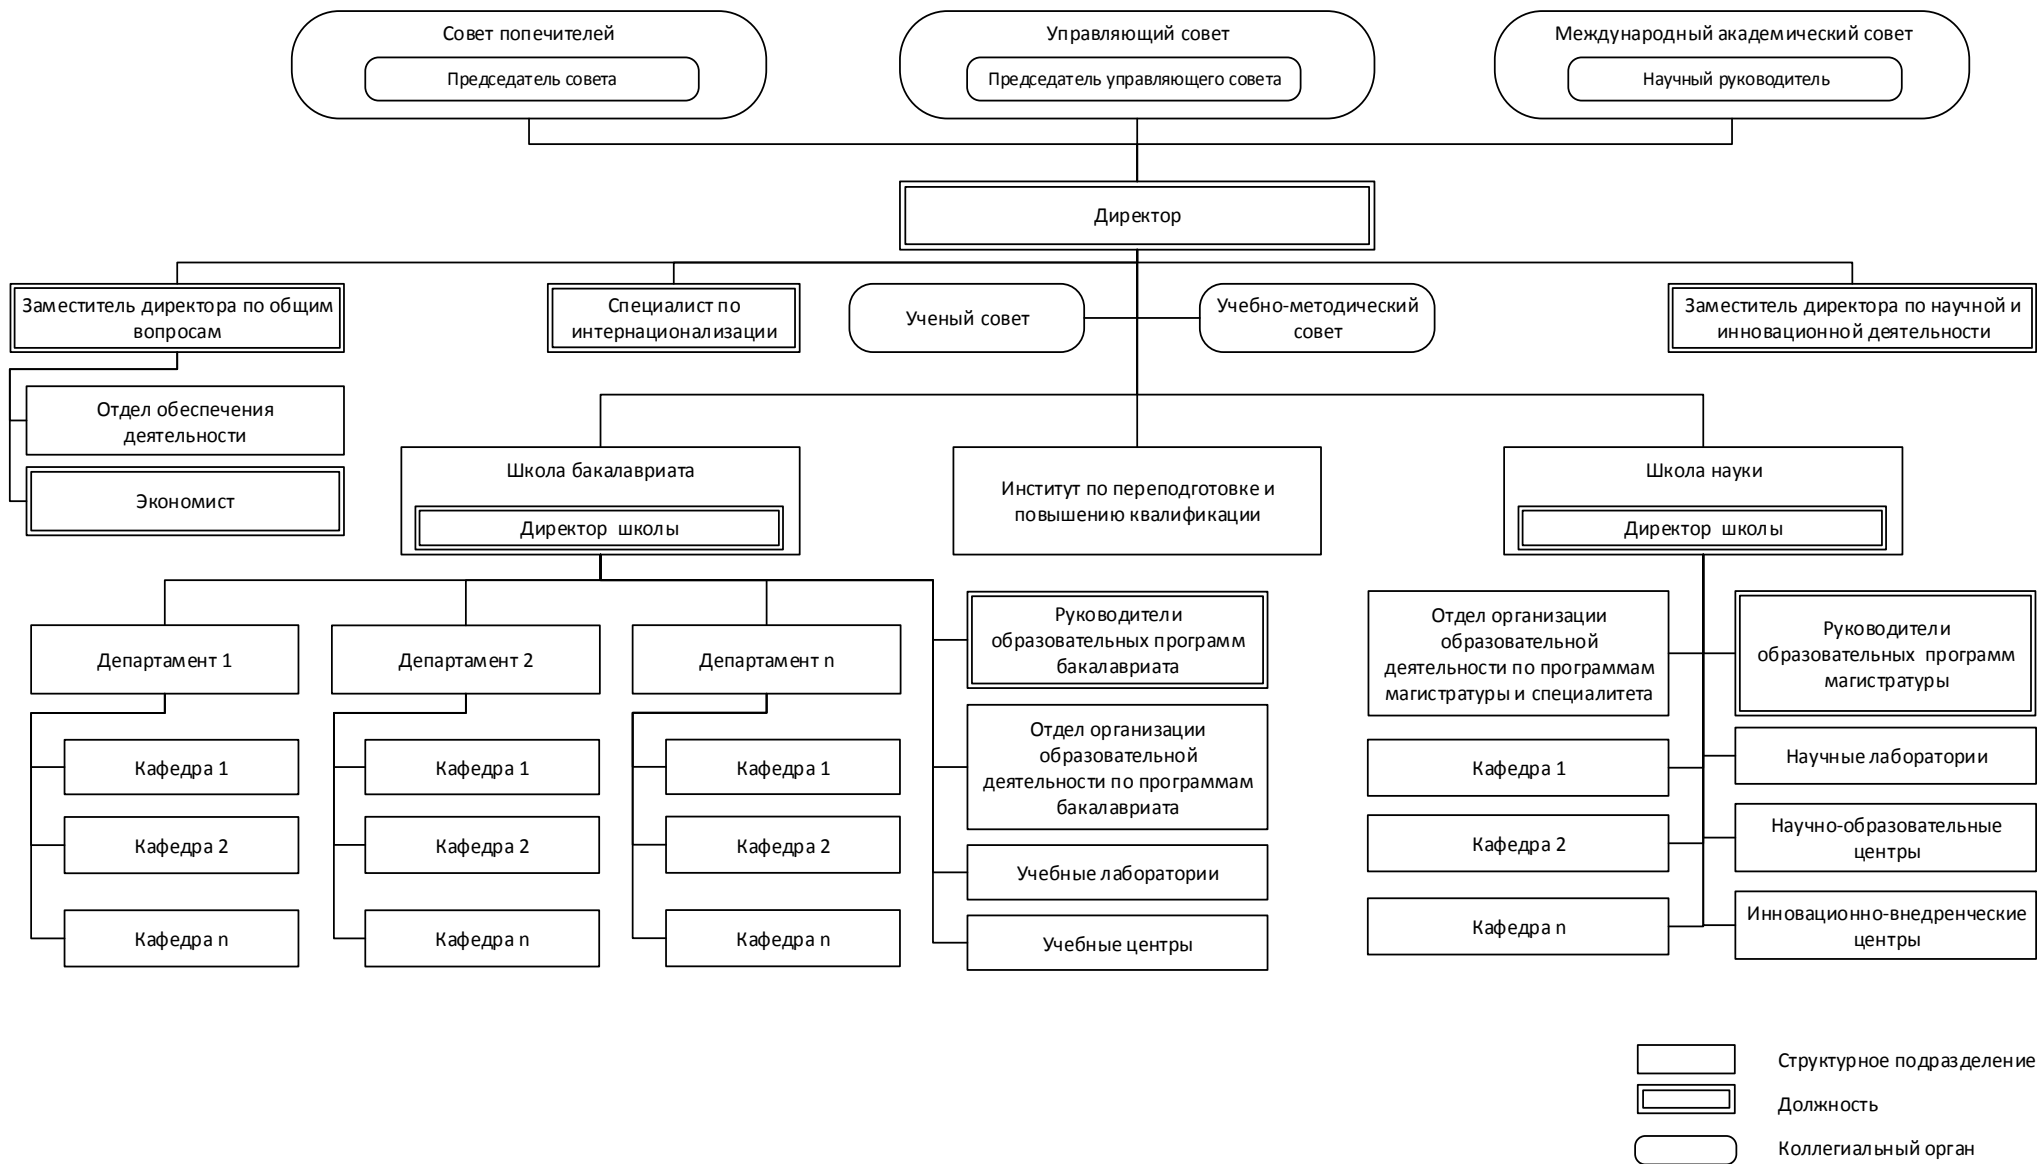 Совет попечителей
Председатель совета
Управляющий совет
Председатель управляющего совета
Международный академический совет
Научный руководитель
Директор
Заместитель директора по общим
вопросам
Специалист по
интернационализации
Ученый совет
Учебно-методический
совет
Заместитель директора по научной и
инновационной деятельности
Отдел обеспечения
деятельности
Экономист
Школа бакалавриата
Директор школы
Институт по переподготовке и
повышению квалификации
Школа науки
Директор школы
Департамент 1
Кафедра 1
Кафедра 2
Кафедра n
Департамент 2
Кафедра 1
Кафедра 2
Кафедра n
Департамент n
Кафедра 1
Кафедра 2
Кафедра n
Руководители
образовательных программ
бакалавриата
Отдел организации
образовательной
деятельности по программам
бакалавриата
Учебные лаборатории
Учебные центры
Отдел организации
образовательной
деятельности по программам
магистратуры и специалитета
Кафедра 1
Кафедра 2
Кафедра n
Руководители
образовательных программ
магистратуры
Научные лаборатории
Научно-образовательные
центры
Инновационно-внедренческие
центры
Структурное подразделение
Должность
Коллегиальный орган